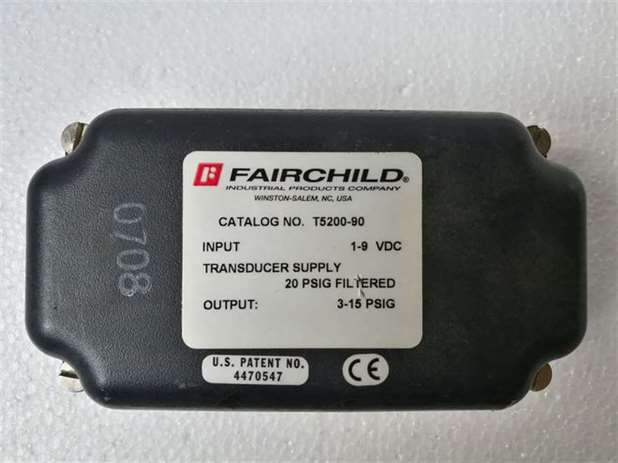 FAIRCHILD®
INDUSTRIAL PRODUCTS COMPANY
WINSTON-SALEM, NC, USA
CATALOG NO. T5200-90
INPUT 1-9 VDC
TRANSDUCER SUPPLY
20 PSIG FILTERED
OUTPUT: 3-15 PSIG
U.S. PATENT NO.
4470547
CE
0708